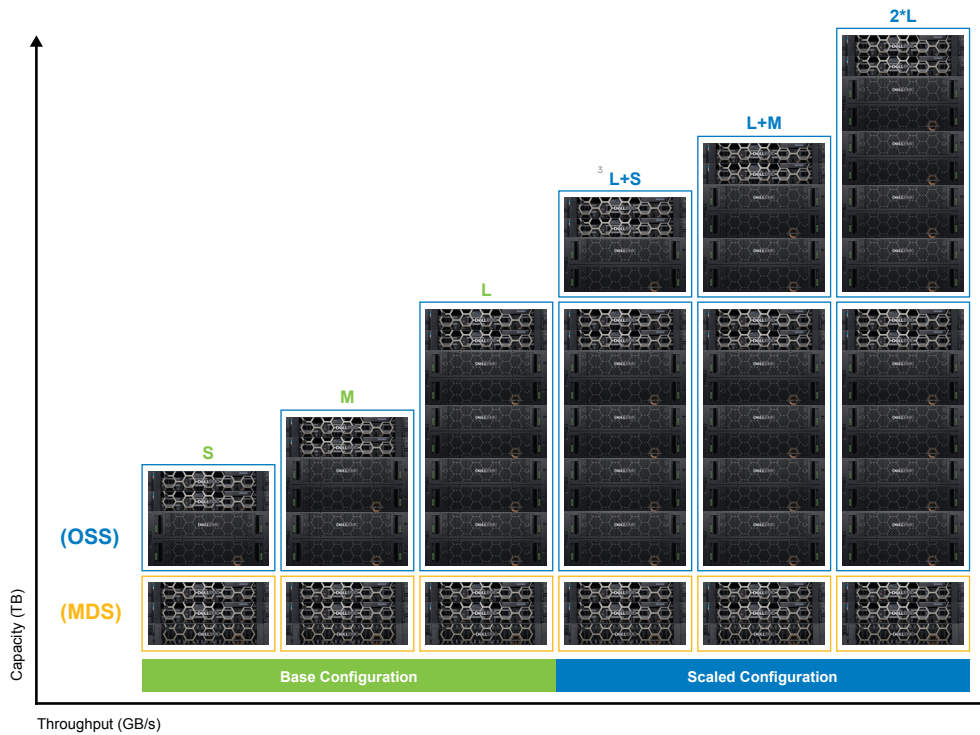 2*L
L+M
3
L+S
L
M
S
(OSS)
(MDS)
Capacity (TB)
Base Configuration
Scaled Configuration
Throughput (GB/s)